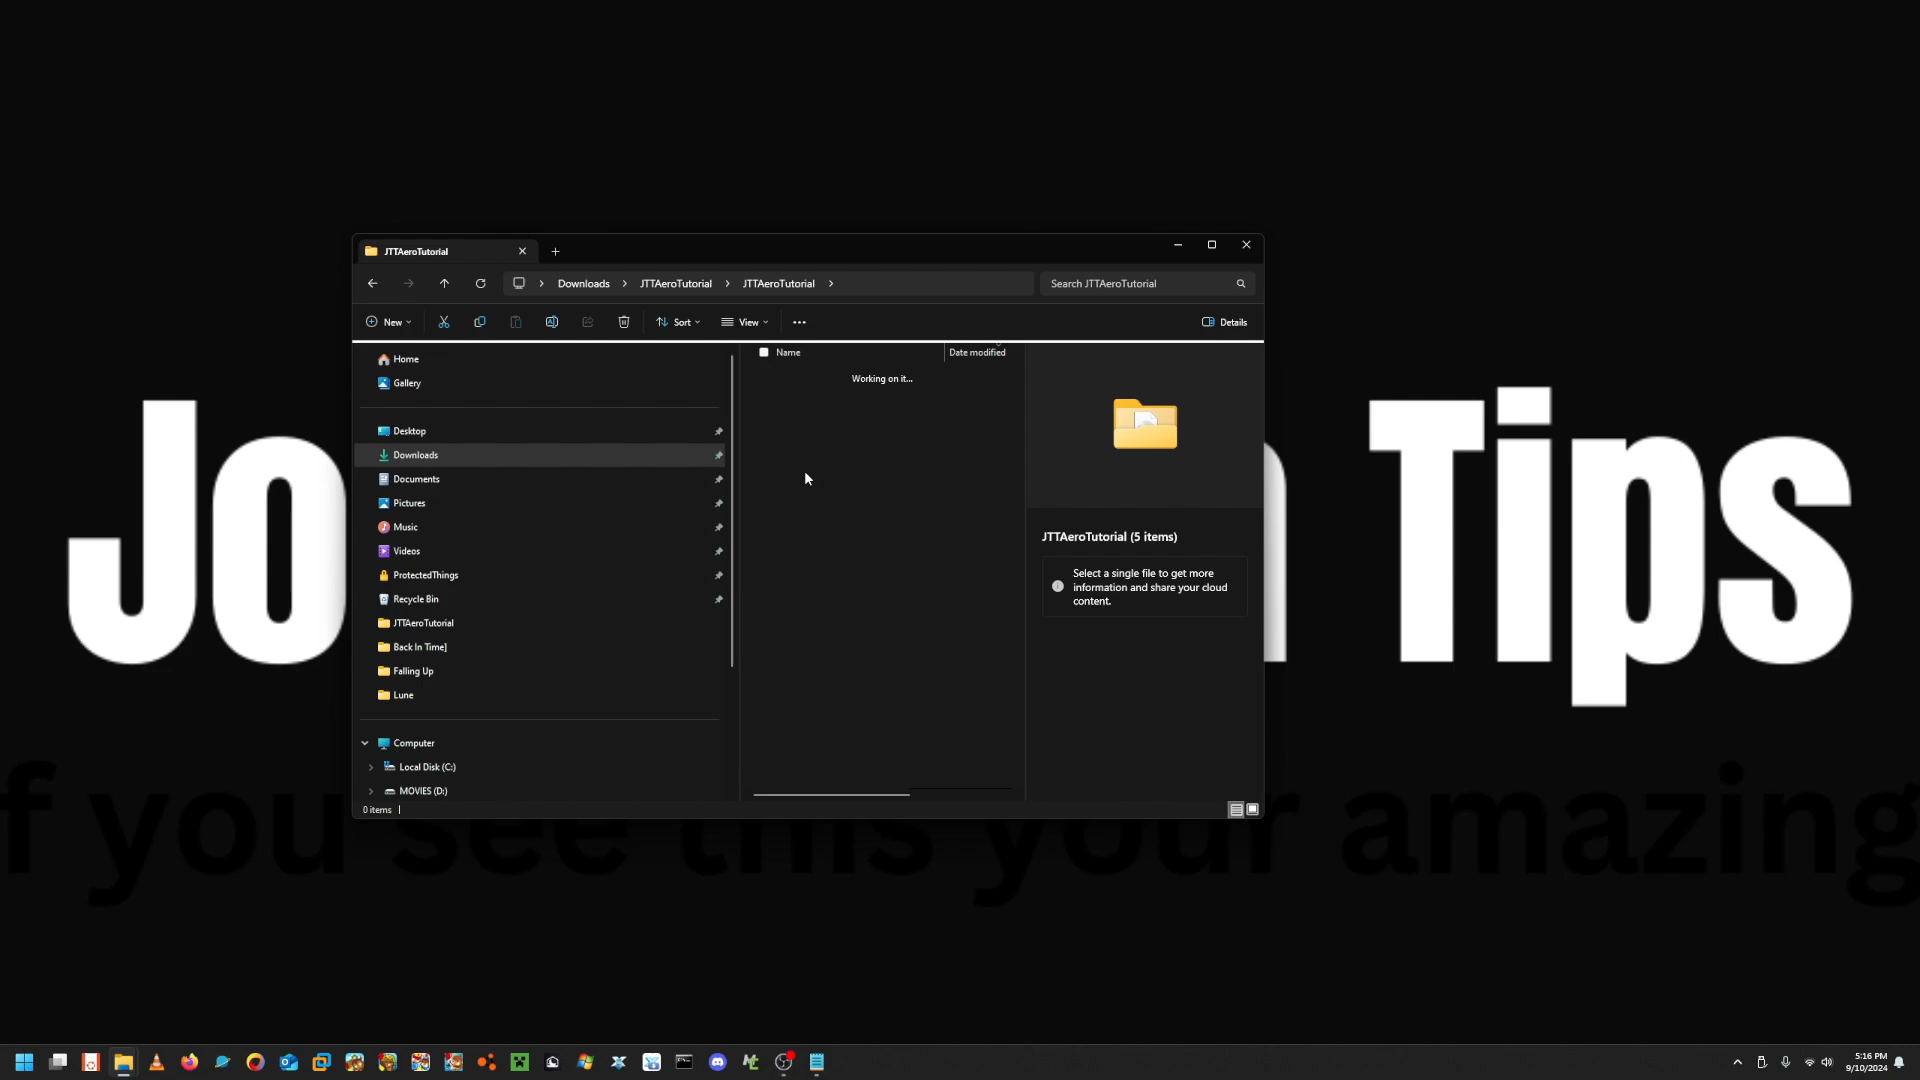 JTTAeroTutorial
Downloads
JTTAeroTutorial
JTTAeroTutorial
Search JTTAeroTutorial
New
Sort
View
Details
Home
Gallery
Desktop
Downloads
Documents
Pictures
Music
Videos
ProtectedThings
Recycle Bin
JTTAeroTutorial
Back In Time]
Falling Up
Lune
Computer
Local Disk (C:)
MOVIES (D:)
0 items
Name
Date modified
Working on it...
JTTAeroTutorial (5 items)
Select a single file to get more
information and share your cloud
content.
Jo
Tips
f you see this your amazing
5:16 PM
9/10/2024